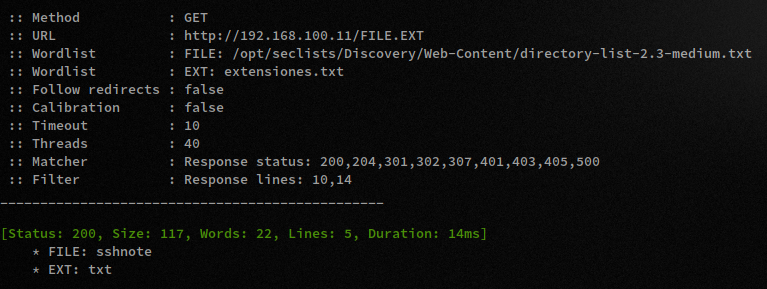 :: Method : GET
:: URL : http://192.168.100.11/FILE.EXT
:: Wordlist : FILE: /opt/seclists/Discovery/Web-Content/directory-list-2.3-medium.txt
:: Wordlist : EXT: extensiones.txt
:: Follow redirects : false
:: Calibration : false
:: Timeout : 10
:: Threads : 40
:: Matcher : Response status: 200,204,301,302,307,401,403,405,500
:: Filter : Response lines: 10,14
________________________________________________
[Status: 200, Size: 117, Words: 22, Lines: 5, Duration: 14ms]
* FILE: sshnote
* EXT: txt